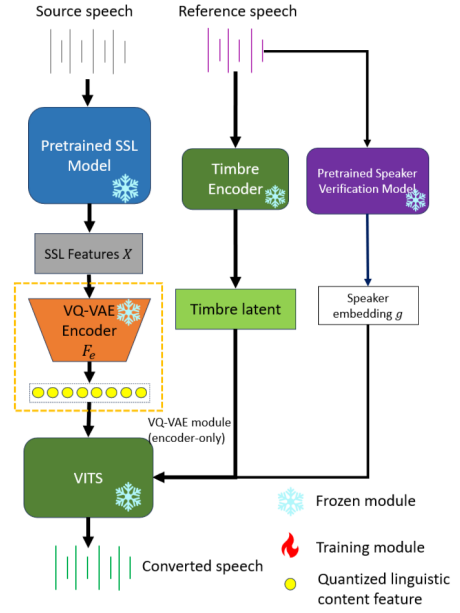 Source speech
Reference speech
Pretrained SSL
Model
Timbre
Encoder
Pretrained Speaker
Verification Model
SSL Features X
VQ-VAE
Encoder
Fₑ
Timbre latent
Speaker
embedding g
VQ-VAE module
(encoder-only)
VITS
Frozen module
Training module
Converted speech
Quantized linguistic
content feature